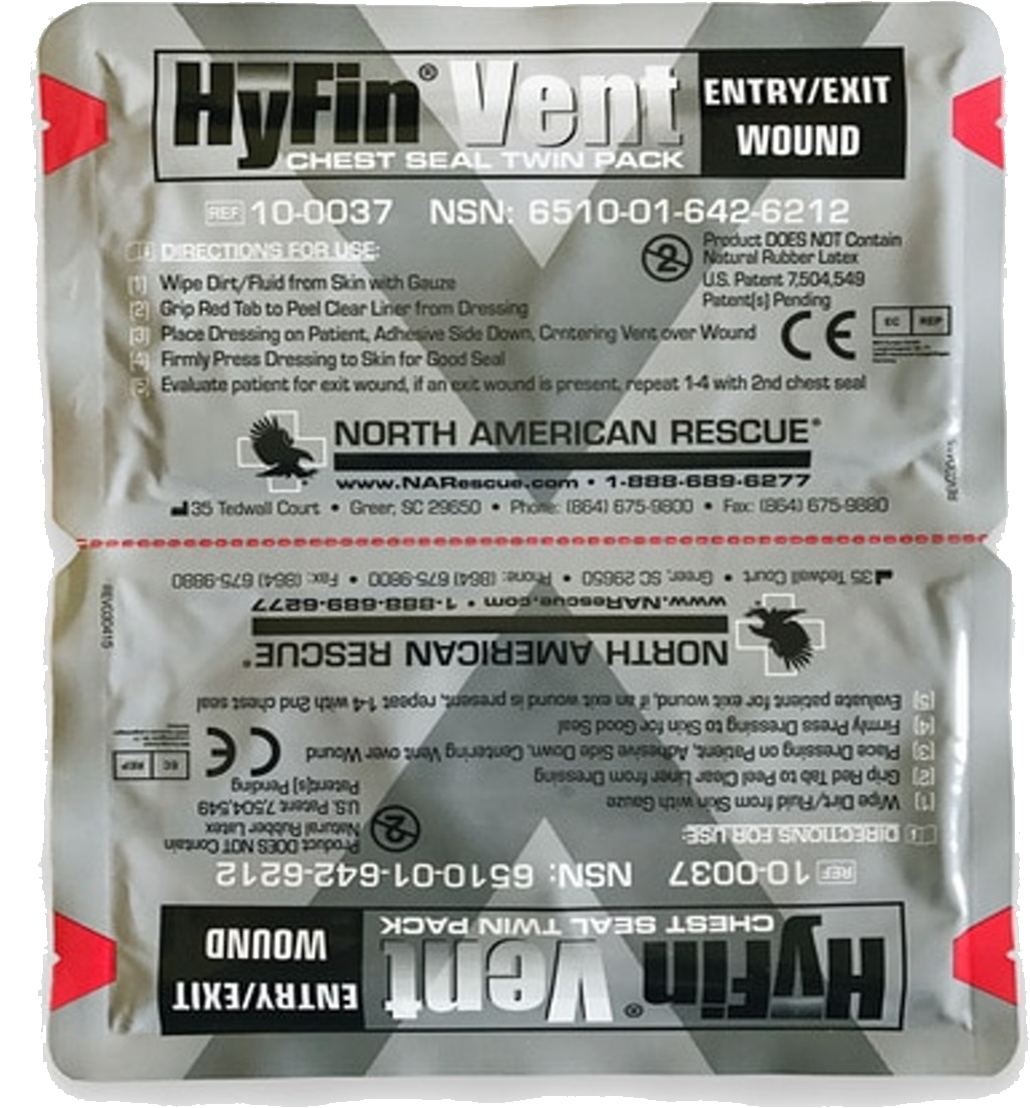 HyFin® Vent
CHEST SEAL TWIN PACK
ENTRY/EXIT
WOUND
REF 10-0037 NSN: 6510-01-642-6212
DIRECTIONS FOR USE:
(1) Wipe Dirt/Fluid from Skin with Gauze
(2) Grip Red Tab to Peel Clear Liner from Dressing
(3) Place Dressing on Patient, Adhesive Side Down, Crntering Vent over Wound
(4) Firmly Press Dressing to Skin for Good Seal
(5) Evaluate patient for exit wound, if an exit wound is present, repeat 1-4 with 2nd chest seal
2
Product DOES NOT Contain
Natural Rubber Latex
U.S. Patent 7,504,549
Patent(s) Pending
CE
EC REP
NORTH AMERICAN RESCUE®
www.NARescue.com • 1-888-689-6277
35 Tedwall Court • Greer, SC 29650 • Phone: (864) 675-9800 • Fax: (864) 675-9880
HyFin® Vent
CHEST SEAL TWIN PACK
ENTRY/EXIT
WOUND
REF 10-0037 NSN: 6510-01-642-6212
DIRECTIONS FOR USE:
(1) Wipe Dirt/Fluid from Skin with Gauze
(2) Grip Red Tab to Peel Clear Liner from Dressing
(3) Place Dressing on Patient, Adhesive Side Down, Centering Vent over Wound
(4) Firmly Press Dressing to Skin for Good Seal
(5) Evaluate patient for exit wound, if an exit wound is present, repeat 1-4 with 2nd chest seal
2
Product DOES NOT Contain
Natural Rubber Latex
U.S. Patent 7,504,549
Patent(s) Pending
CE
EC REP
NORTH AMERICAN RESCUE®
www.NARescue.com • 1-888-689-6277
35 Tedwall Court • Greer, SC 29650 • Phone: (864) 675-9800 • Fax: (864) 675-9880
REV000415